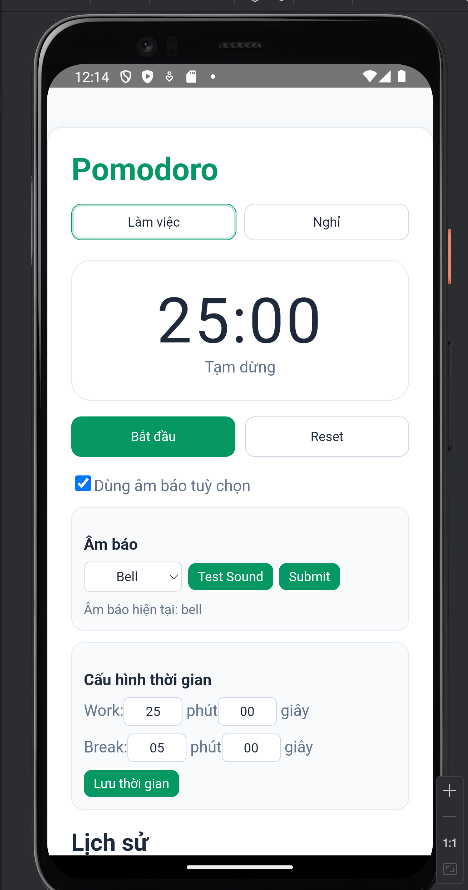 12:14
Pomodoro
Làm việc Nghỉ
25:00
Tạm dừng
Bắt đầu Reset
Dùng âm báo tuỳ chọn
Âm báo
Bell Test Sound Submit
Âm báo hiện tại: bell
Cấu hình thời gian
Work: 25 phút 00 giây
Break: 05 phút 00 giây
Lưu thời gian
Lịch sử
1:1